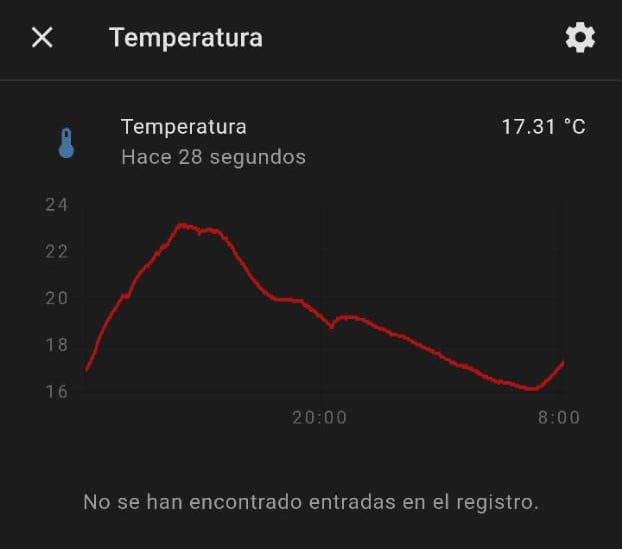 Temperatura
Temperatura 17.31 °C
Hace 28 segundos
24
22
20
18
16
20:00 8:00
No se han encontrado entradas en el registro.